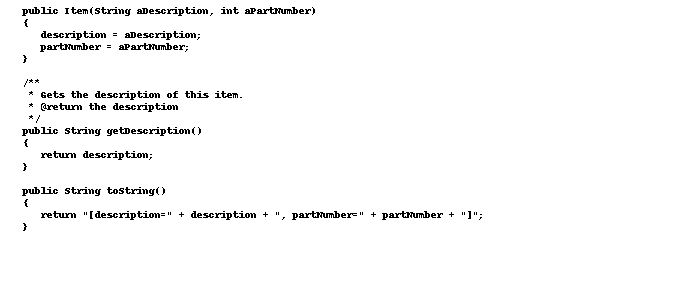 public Item(String aDescription, int aPartNumber)
{
description = aDescription;
partNumber = aPartNumber;
}
/**
* Gets the description of this item.
* @return the description
*/
public String getDescription()
{
return description;
}
public String toString()
{
return "[description=" + description + ", partNumber=" + partNumber + "]";
}